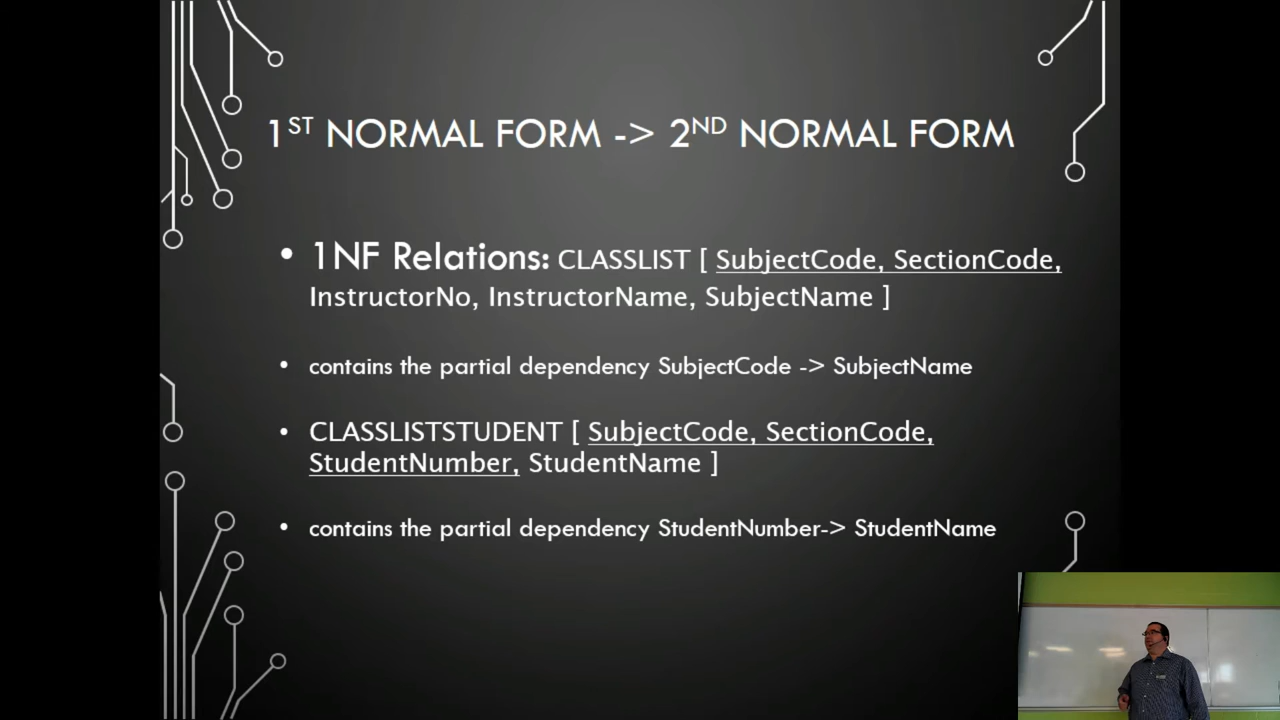 1ST NORMAL FORM -> 2ND NORMAL FORM
• 1NF Relations: CLASSLIST [ SubjectCode, SectionCode,
InstructorNo, InstructorName, SubjectName ]
• contains the partial dependency SubjectCode -> SubjectName
• CLASSLISTSTUDENT [ SubjectCode, SectionCode,
StudentNumber, StudentName ]
• contains the partial dependency StudentNumber-> StudentName